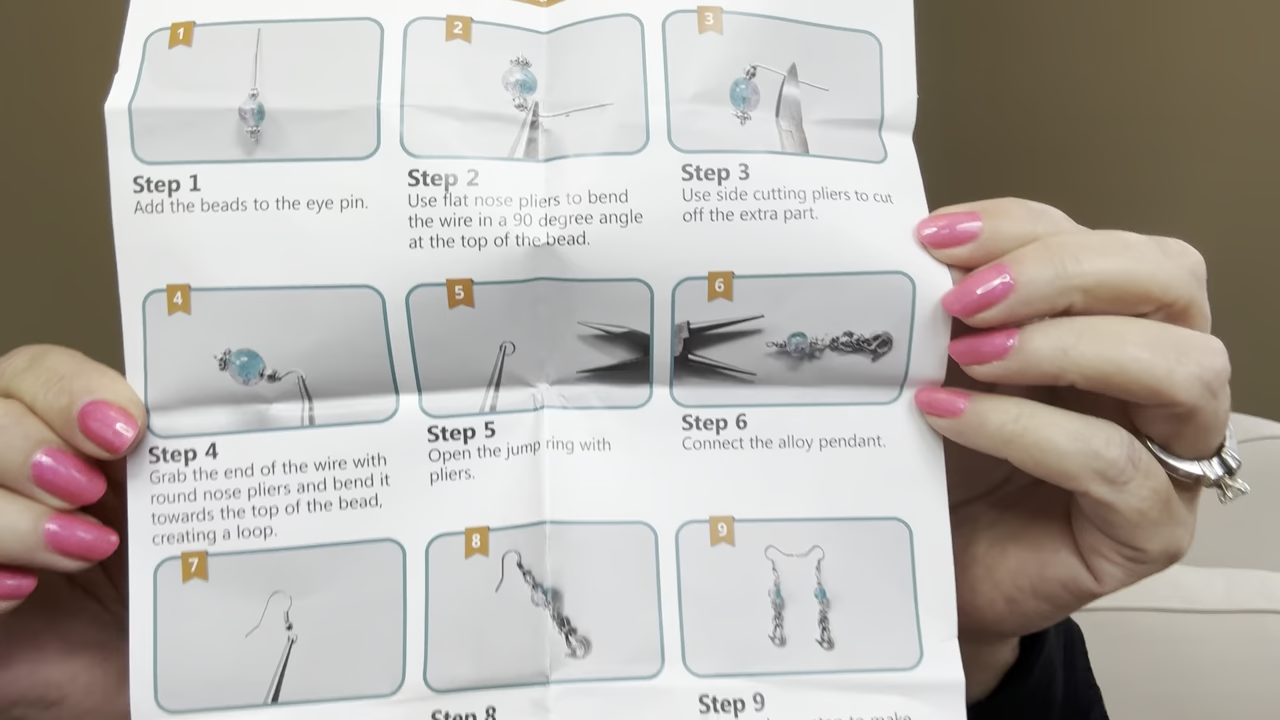 1
2
3
Step 1
Add the beads to the eye pin.
Step 2
Use flat nose pliers to bend
the wire in a 90 degree angle
at the top of the bead.
Step 3
Use side cutting pliers to cut
off the extra part.
4
5
6
Step 4
Grab the end of the wire with
round nose pliers and bend it
towards the top of the bead,
creating a loop.
Step 5
Open the jump ring with
pliers.
Step 6
Connect the alloy pendant.
7
8
9
Step 8
Step 9
to make